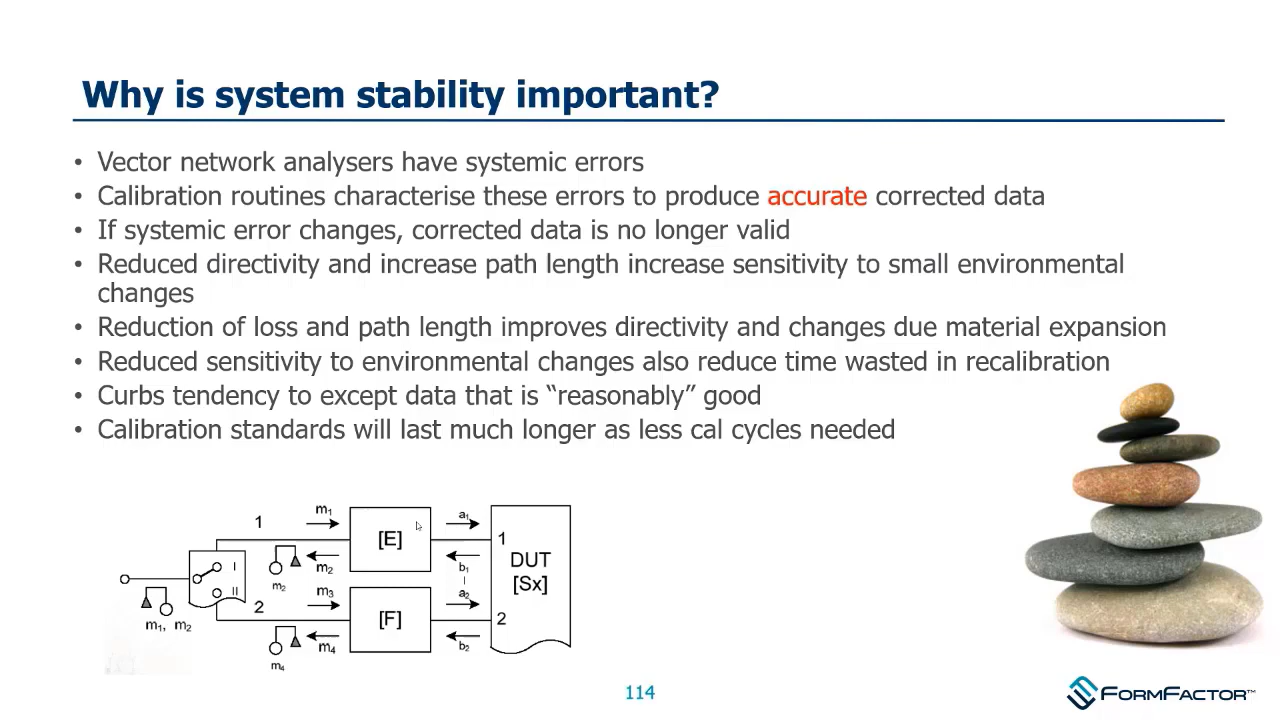 Why is system stability important?
• Vector network analysers have systemic errors
• Calibration routines characterise these errors to produce accurate corrected data
• If systemic error changes, corrected data is no longer valid
• Reduced directivity and increase path length increase sensitivity to small environmental
changes
• Reduction of loss and path length improves directivity and changes due material expansion
• Reduced sensitivity to environmental changes also reduce time wasted in recalibration
• Curbs tendency to except data that is “reasonably” good
• Calibration standards will last much longer as less cal cycles needed
1
m₁
[E]
a₁
1
m₂
m₂
b₁
I
II
DUT
[Sx]
m₁, m₂
2
m₃
[F]
a₂
2
m₄
m₄
b₂
114
FORMFACTOR™